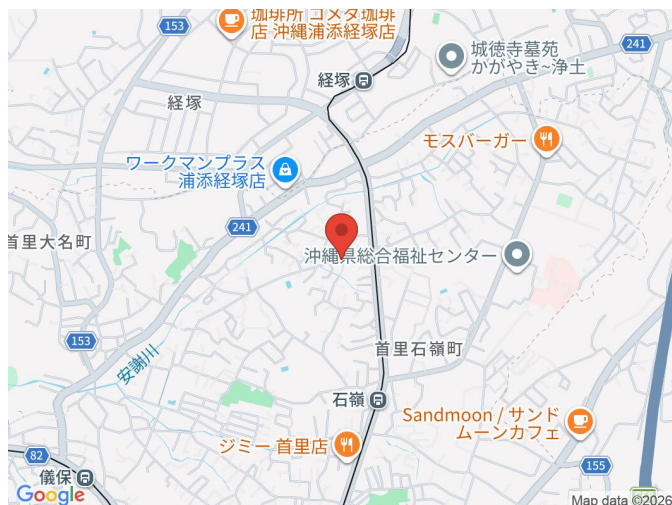 珈琲所 コメダ珈琲
店 沖縄浦添経塚店
153
城徳寺墓苑
かがやき~浄土
241
経塚
経塚
モスバーガー
ワークマンプラス
浦添経塚店
241
首里大名町
沖縄県総合福祉センター
153
安謝川
首里石嶺町
石嶺
Sandmoon / サンド
ムーンカフェ
ジミー 首里店
82
儀保
155
Google
Map data ©2026